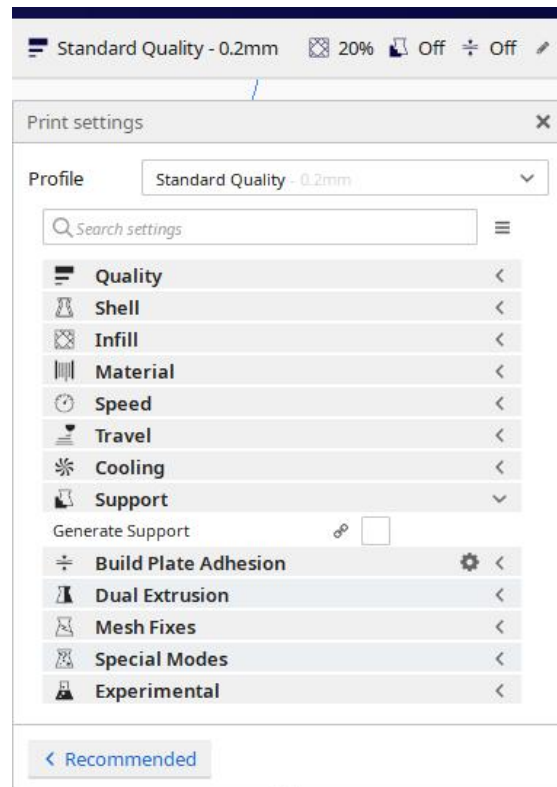 Standard Quality - 0.2mm 20% Off Off
Print settings
Profile Standard Quality - 0.2mm
Search settings
Quality
Shell
Infill
Material
Speed
Travel
Cooling
Support
Generate Support
Build Plate Adhesion
Dual Extrusion
Mesh Fixes
Special Modes
Experimental
Recommended